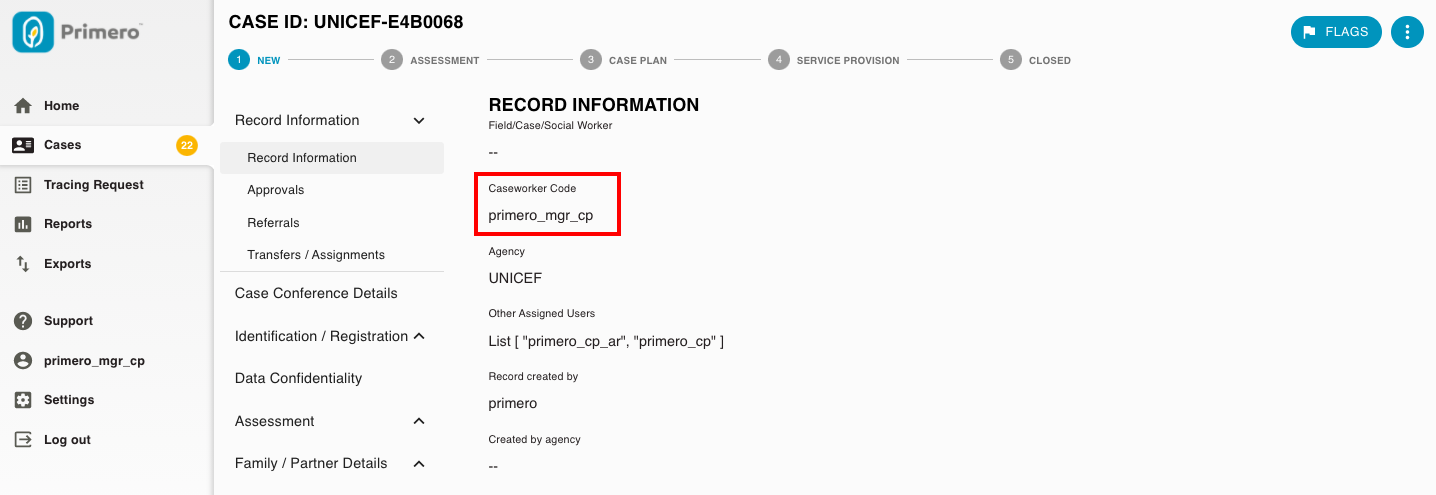 Primero™
Home
Cases 22
Tracing Request
Reports
Exports
Support
primero_mgr_cp
Settings
Log out
CASE ID: UNICEF-E4B0068
FLAGS
1 NEW 2 ASSESSMENT 3 CASE PLAN 4 SERVICE PROVISION 5 CLOSED
Record Information
Record Information
Approvals
Referrals
Transfers / Assignments
Case Conference Details
Identification / Registration
Data Confidentiality
Assessment
Family / Partner Details
RECORD INFORMATION
Field/Case/Social Worker
--
Caseworker Code
primero_mgr_cp
Agency
UNICEF
Other Assigned Users
List [ "primero_cp_ar", "primero_cp" ]
Record created by
primero
Created by agency
--